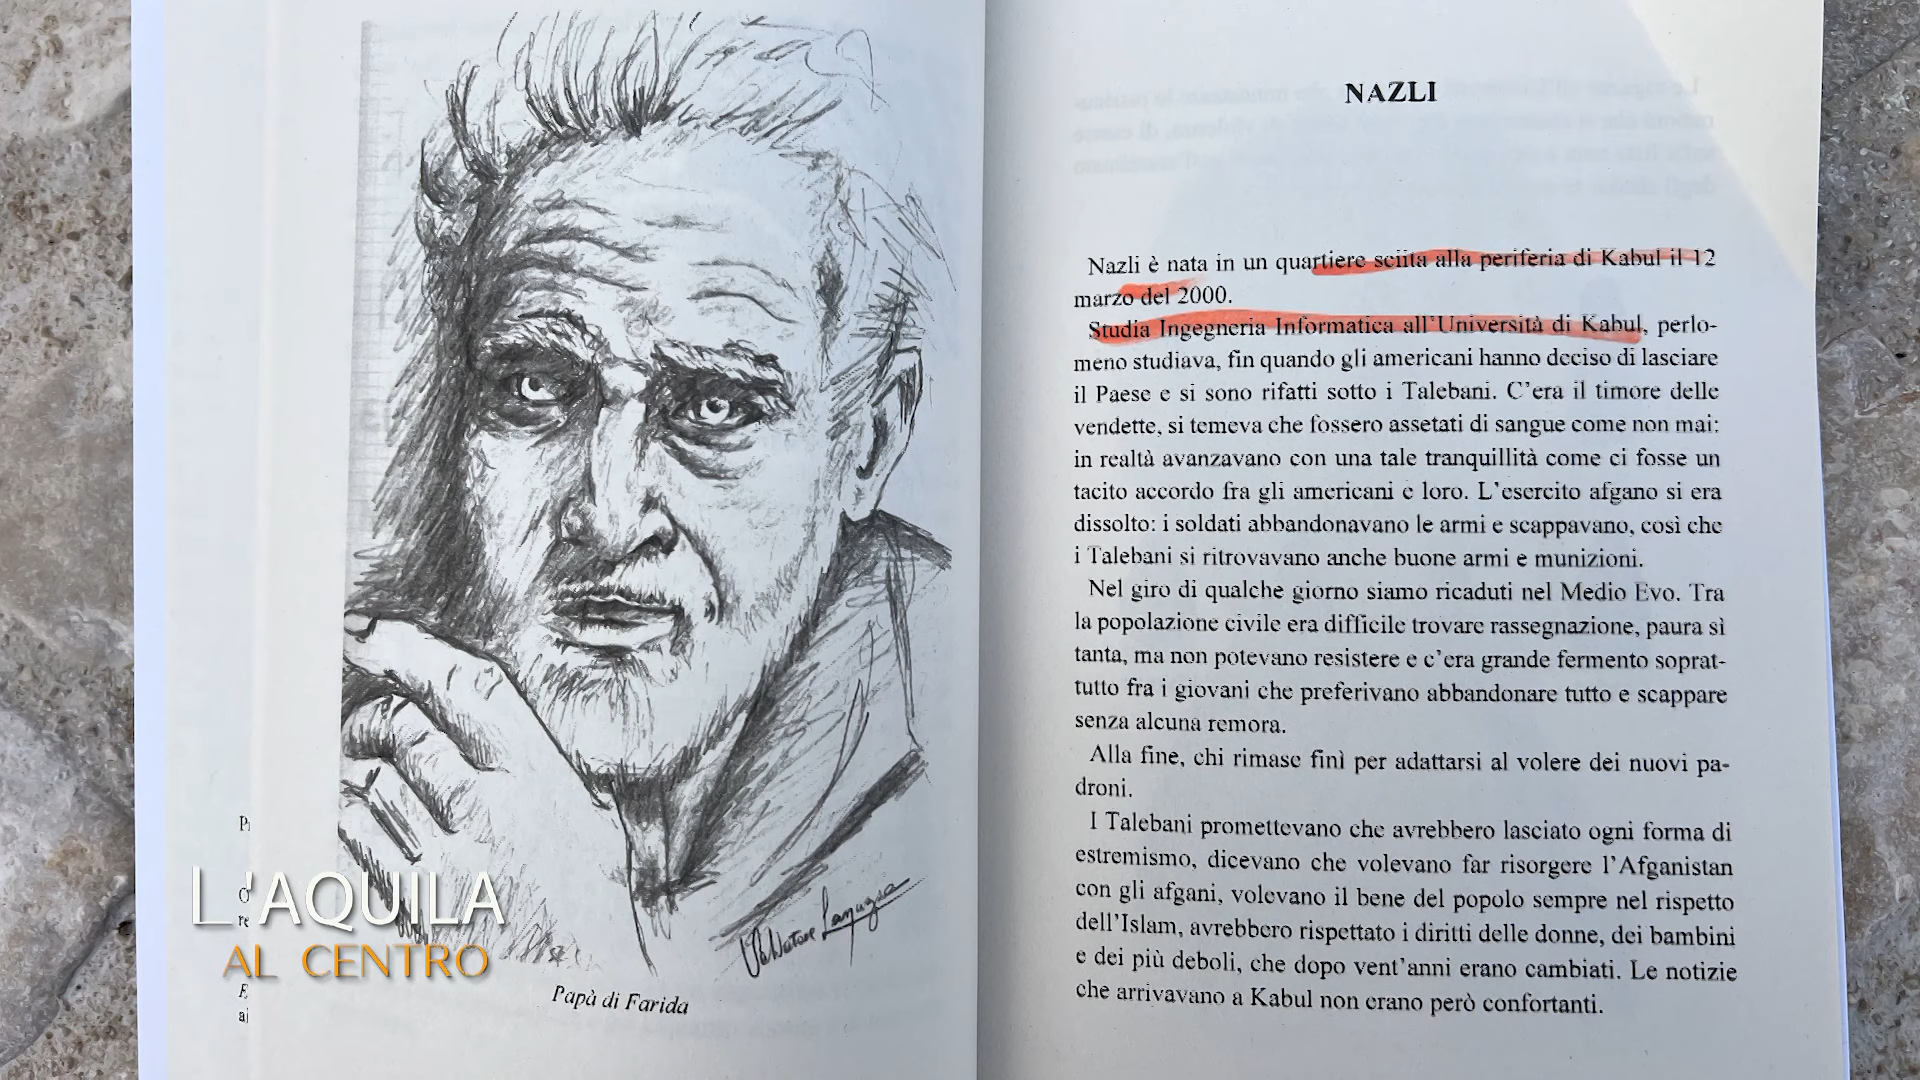 L'AQUILA
AL CENTRO
Salvatore Lanuzza
Papà di Farida
NAZLI
Nazli è nata in un quartiere sciita alla periferia di Kabul il 12
marzo del 2000.
Studia Ingegneria Informatica all'Università di Kabul, perlo-
meno studiava, fin quando gli americani hanno deciso di lasciare
il Paese e si sono rifatti sotto i Talebani. C'era il timore delle
vendette, si temeva che fossero assetati di sangue come non mai:
in realtà avanzavano con una tale tranquillità come ci fosse un
tacito accordo fra gli americani e loro. L'esercito afgano si era
dissolto: i soldati abbandonavano le armi e scappavano, così che
i Talebani si ritrovavano anche buone armi e munizioni.
Nel giro di qualche giorno siamo ricaduti nel Medio Evo. Tra
la popolazione civile era difficile trovare rassegnazione, paura sì
tanta, ma non potevano resistere e c'era grande fermento soprat-
tutto fra i giovani che preferivano abbandonare tutto e scappare
senza alcuna remora.
Alla fine, chi rimase finì per adattarsi al volere dei nuovi pa-
droni.
I Talebani promettevano che avrebbero lasciato ogni forma di
estremismo, dicevano che volevano far risorgere l'Afganistan
con gli afgani, volevano il bene del popolo sempre nel rispetto
dell'Islam, avrebbero rispettato i diritti delle donne, dei bambini
e dei più deboli, che dopo vent'anni erano cambiati. Le notizie
che arrivavano a Kabul non erano però confortanti.